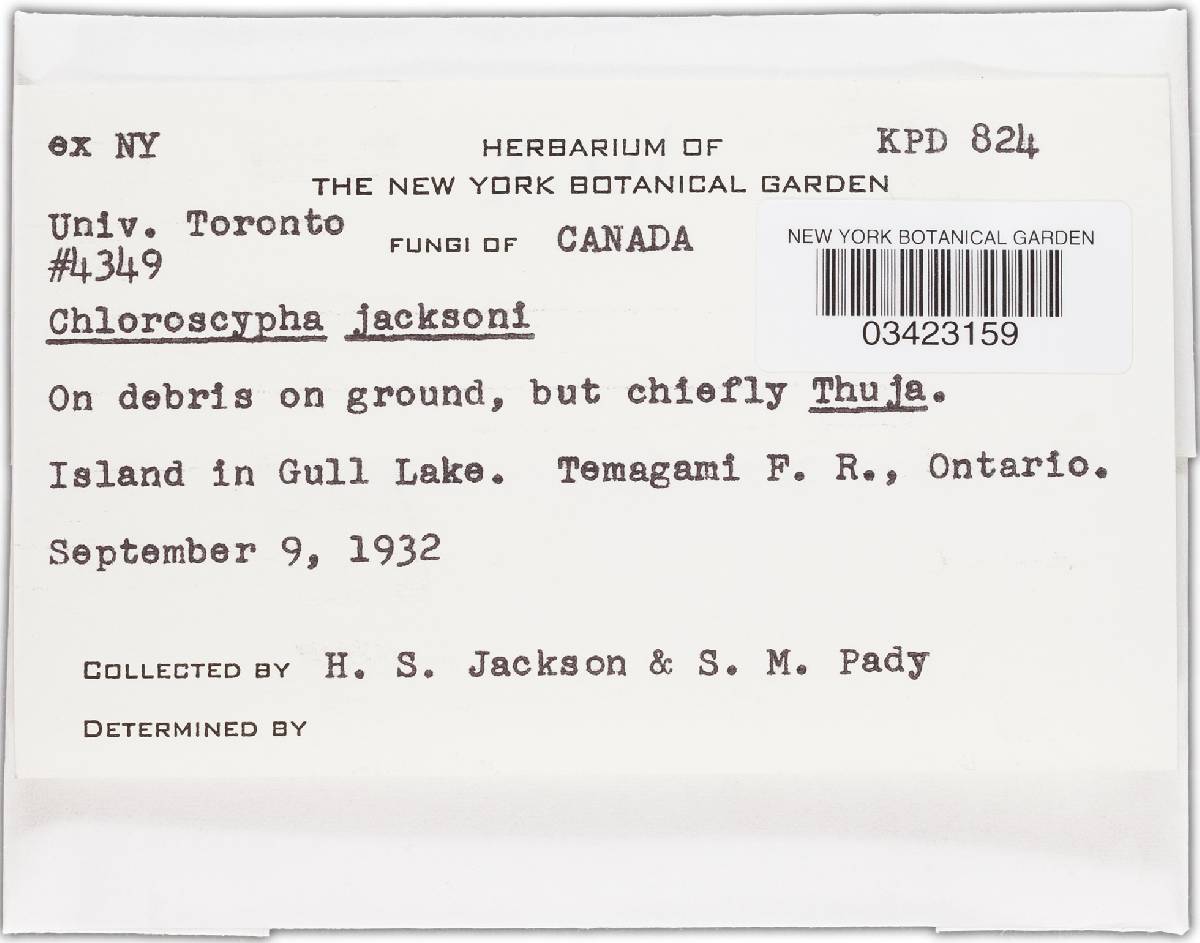 ex NY
HERBARIUM OF
KPD 824
THE NEW YORK BOTANICAL GARDEN
Univ. Toronto
#4349
FUNGI OF CANADA
NEW YORK BOTANICAL GARDEN
03423159
Chloroscypha jacksoni
On debris on ground, but chiefly Thuja.
Island in Gull Lake. Temagami F. R., Ontario.
September 9, 1932
COLLECTED BY H. S. Jackson & S. M. Pady
DETERMINED BY